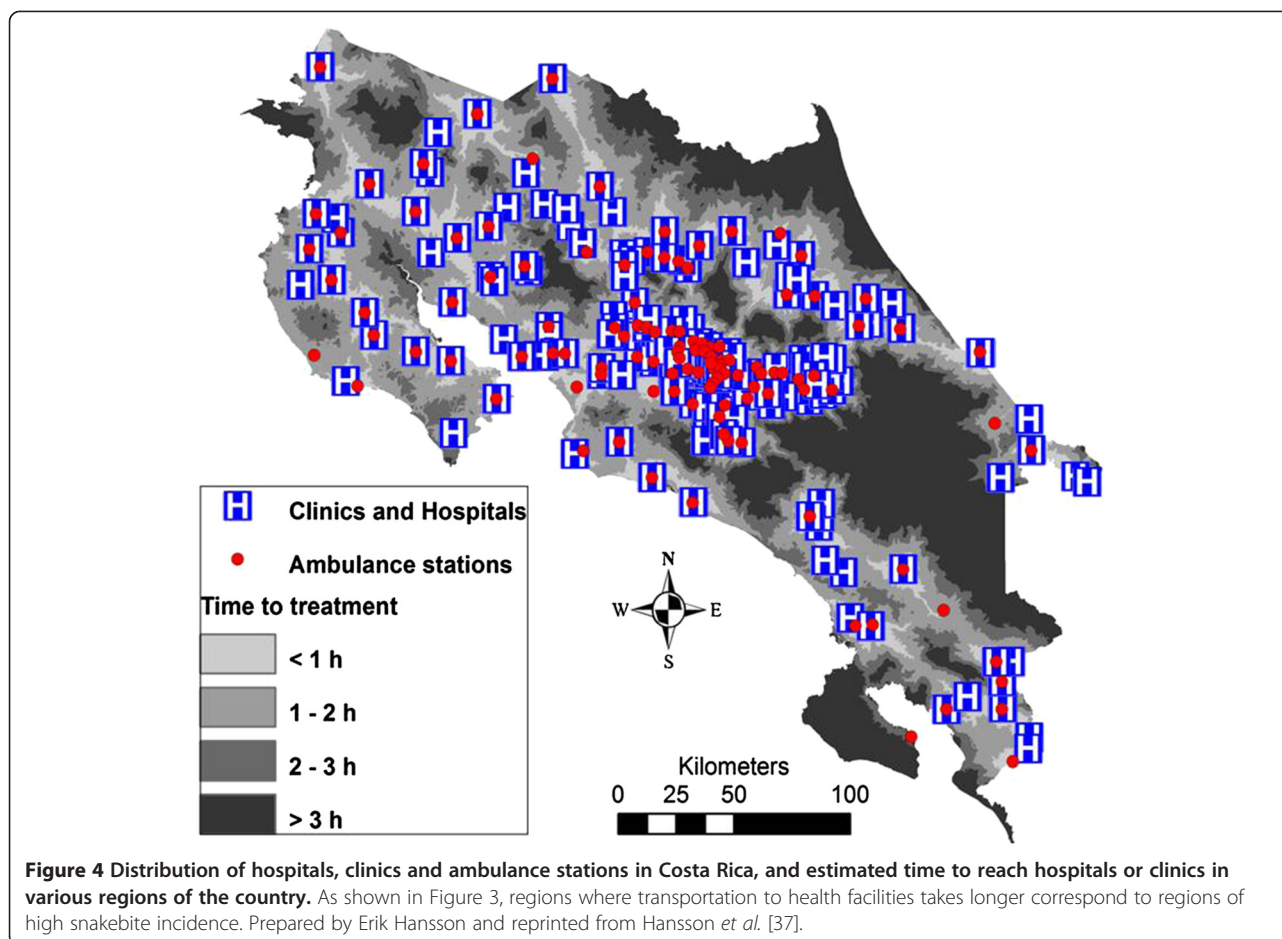 Clinics and Hospitals
Ambulance stations
Time to treatment
< 1 h
1 - 2 h
2 - 3 h
> 3 h
N
W E
S
Kilometers
0 25 50 100
Figure 4 Distribution of hospitals, clinics and ambulance stations in Costa Rica, and estimated time to reach hospitals or clinics in
various regions of the country. As shown in Figure 3, regions where transportation to health facilities takes longer correspond to regions of
high snakebite incidence. Prepared by Erik Hansson and reprinted from Hansson et al. [37].